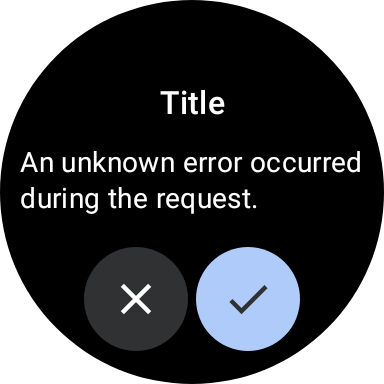 Title
An unknown error occurred
during the request.